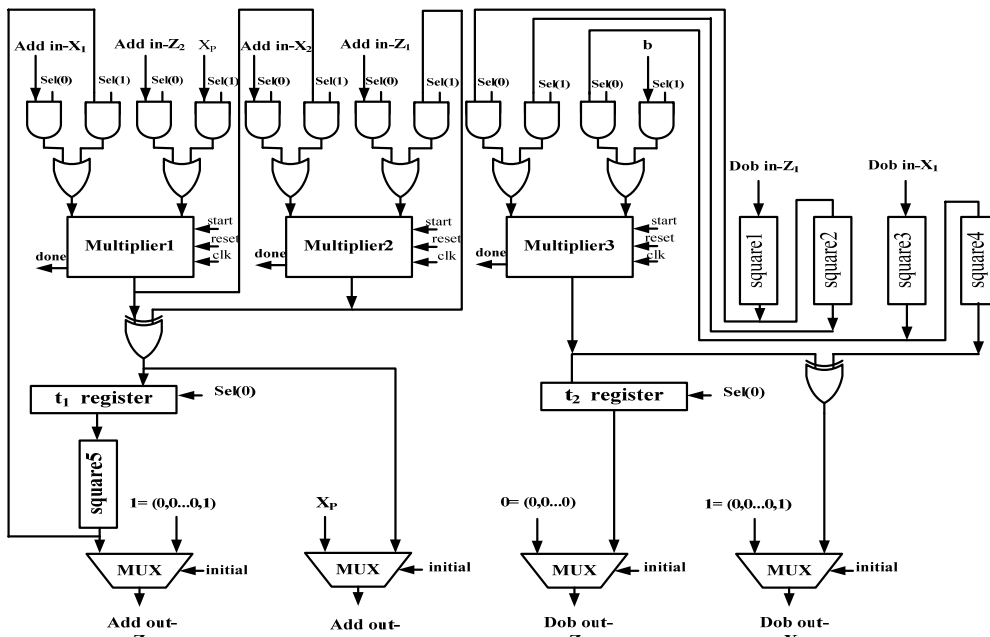 Add in-X₁ Add in-Z₂ X_P Add in-X₂ Add in-Z₁ b
Sel(0) Sel(1) Sel(0) Sel(1) Sel(0) Sel(1) Sel(0) Sel(1) Sel(0) Sel(1) Sel(0) Sel(1)
Dob in-Z₁ Dob in-X₁
square1 square2 square3 square4
Multiplier1 start reset clk done
Multiplier2 start reset clk done
Multiplier3 start reset clk done
t₁ register Sel(0)
t₂ register Sel(0)
square5
1= (0,0...0,1) X_P 0= (0,0...0) 1= (0,0...0,1)
MUX initial MUX initial MUX initial MUX initial
Add out- Add out- Dob out- Dob out-